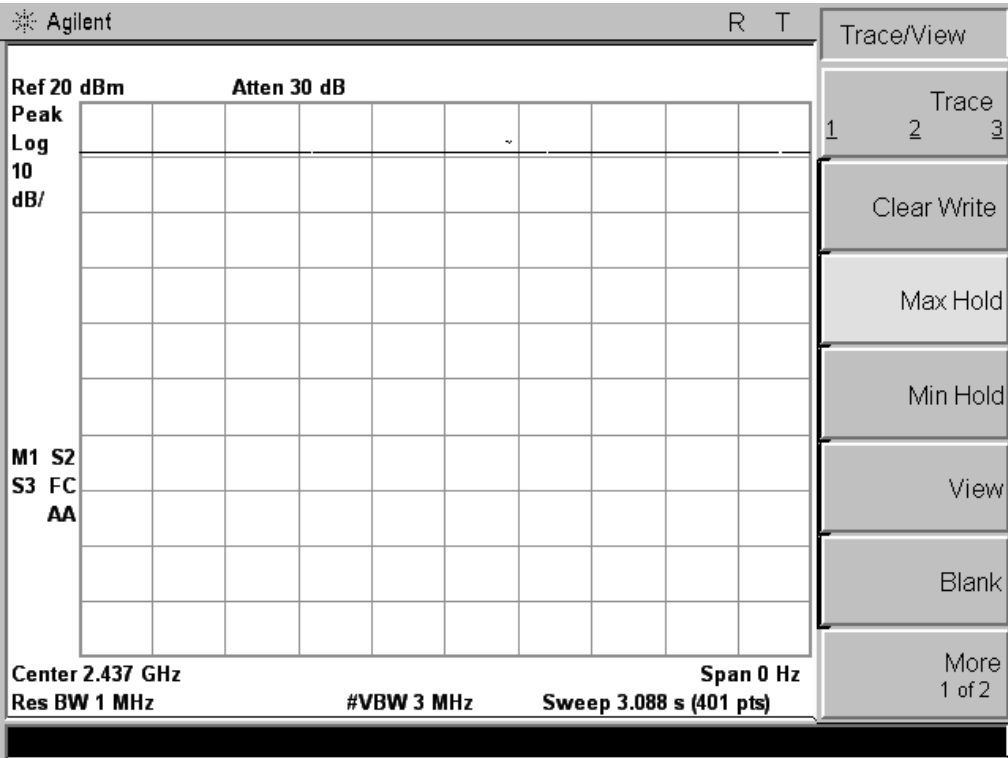 Agilent R T
Ref 20 dBm Atten 30 dB
Peak
Log
10
dB/
M1 S2
S3 FC
AA
Center 2.437 GHz Span 0 Hz
Res BW 1 MHz #VBW 3 MHz Sweep 3.088 s (401 pts)
Trace/View
Trace
1 2 3
Clear Write
Max Hold
Min Hold
View
Blank
More
1 of 2